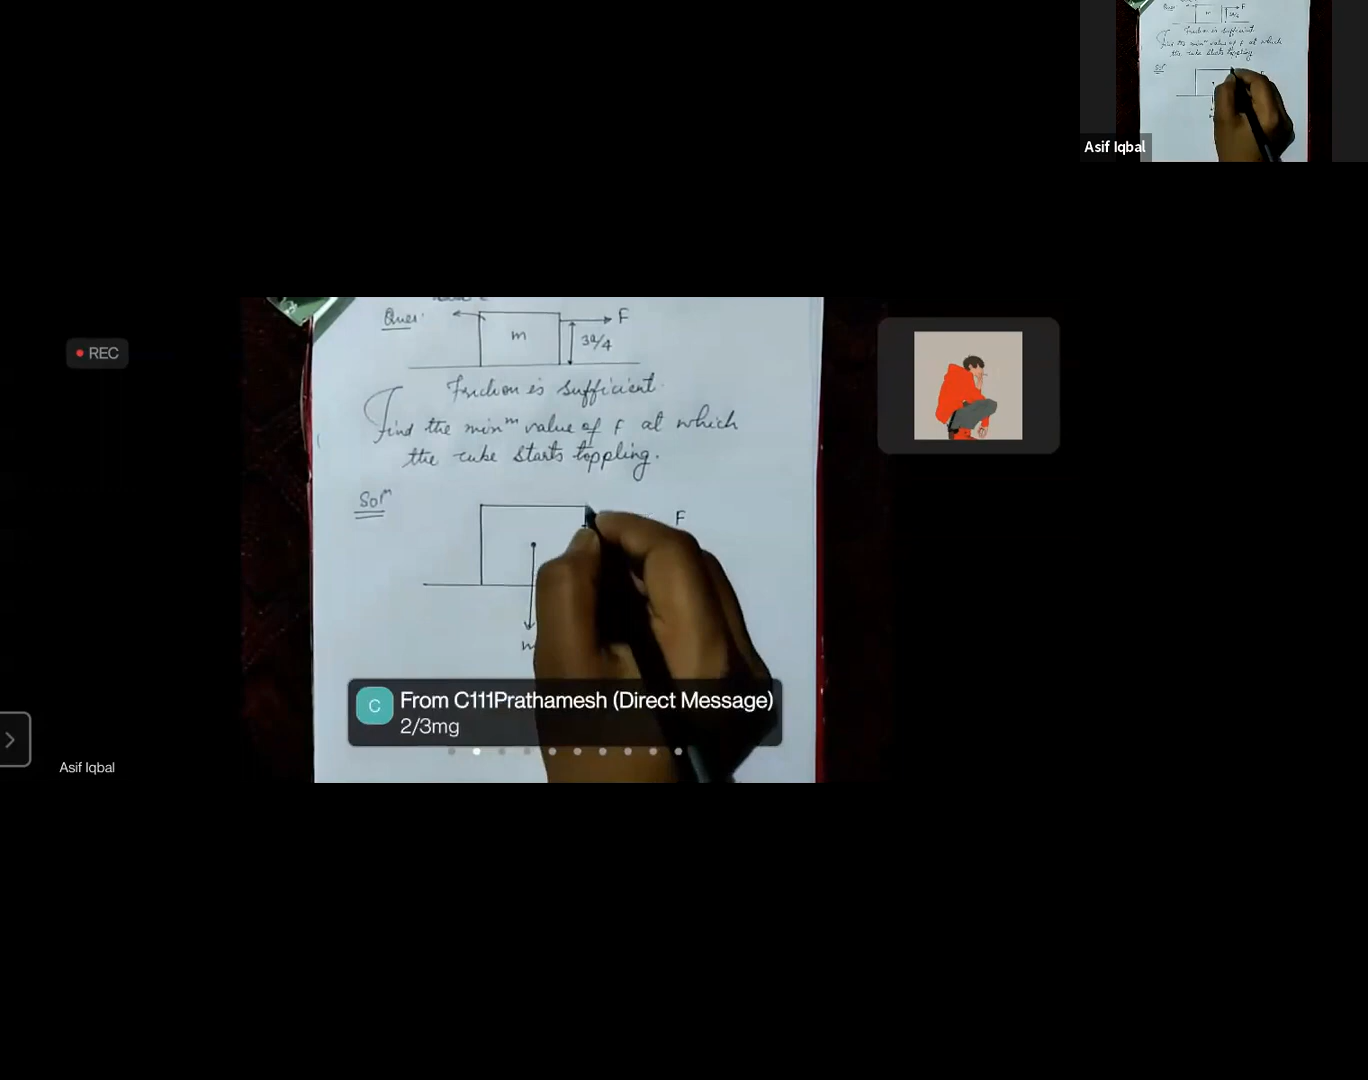 Ques:
F
m
3a/4
Friction is sufficient.
Find the minᵐ value of F at which
the cube starts toppling.
Solⁿ
F
REC
From C111Prathamesh (Direct Message)
C
2/3mg
Asif Iqbal
Asif Iqbal